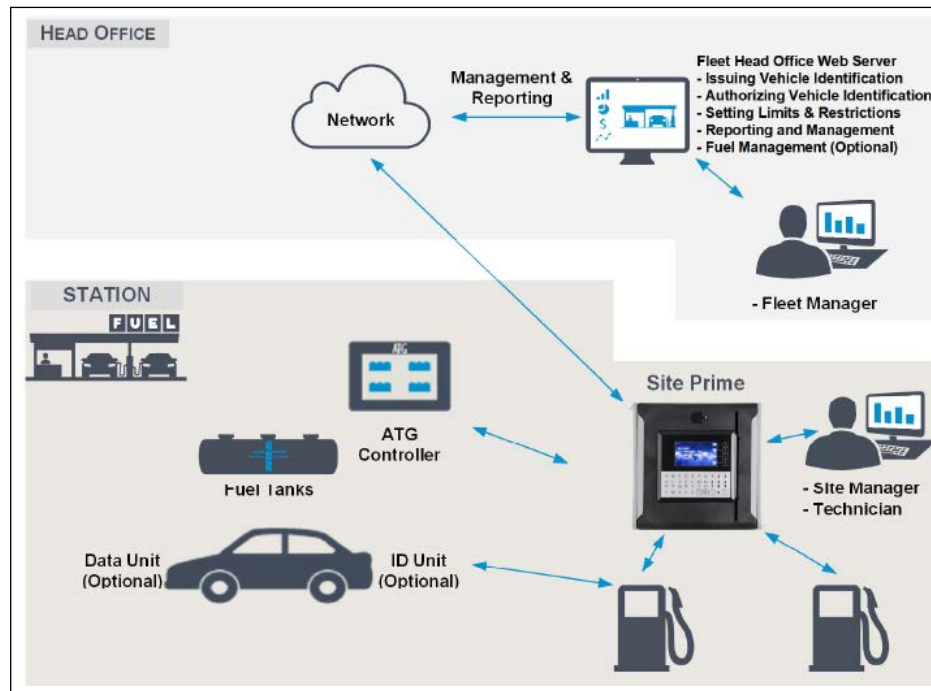 HEAD OFFICE
Management &
Reporting
Network
Fleet Head Office Web Server
- Issuing Vehicle Identification
- Authorizing Vehicle Identification
- Setting Limits & Restrictions
- Reporting and Management
- Fuel Management (Optional)
$
- Fleet Manager
STATION
FUEL
ATG
ATG
Controller
Fuel Tanks
Site Prime
- Site Manager
- Technician
Data Unit
(Optional)
ID Unit
(Optional)